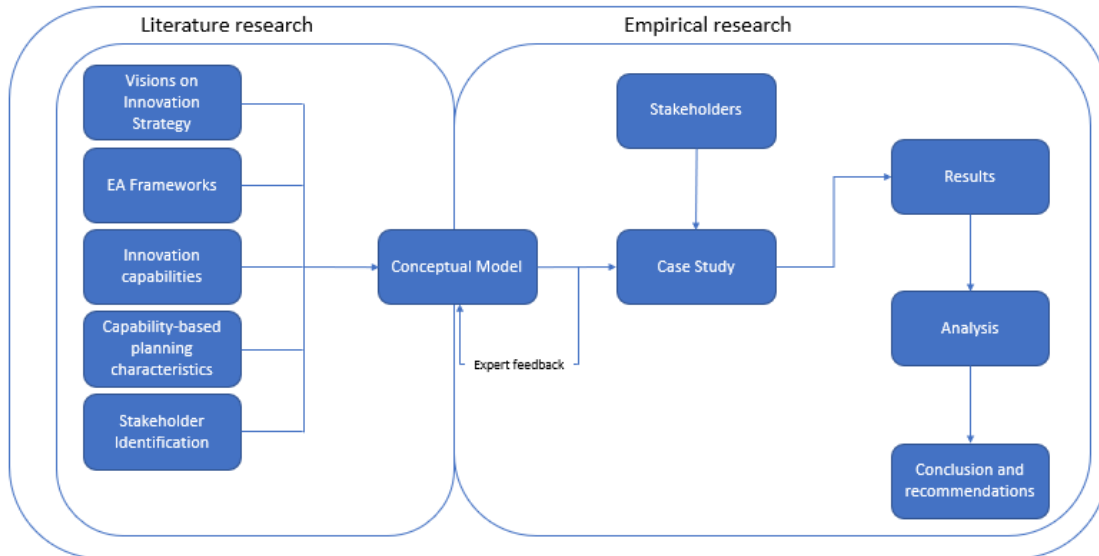 Literature research
Empirical research
Visions on
Innovation
Strategy
EA Frameworks
Innovation
capabilities
Capability-based
planning
characteristics
Stakeholder
Identification
Conceptual Model
Expert feedback
Stakeholders
Case Study
Results
Analysis
Conclusion and
recommendations